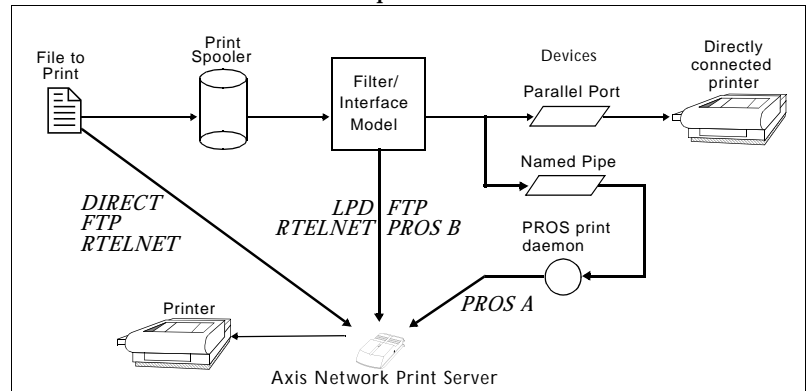 File to
Print
Print
Spooler
Filter/
Interface
Model
Devices
Parallel Port
Directly
connected
printer
Named Pipe
DIRECT
FTP
RTELNET
LPD FTP
RTELNET PROS B
PROS print
daemon
PROS A
Printer
Axis Network Print Server